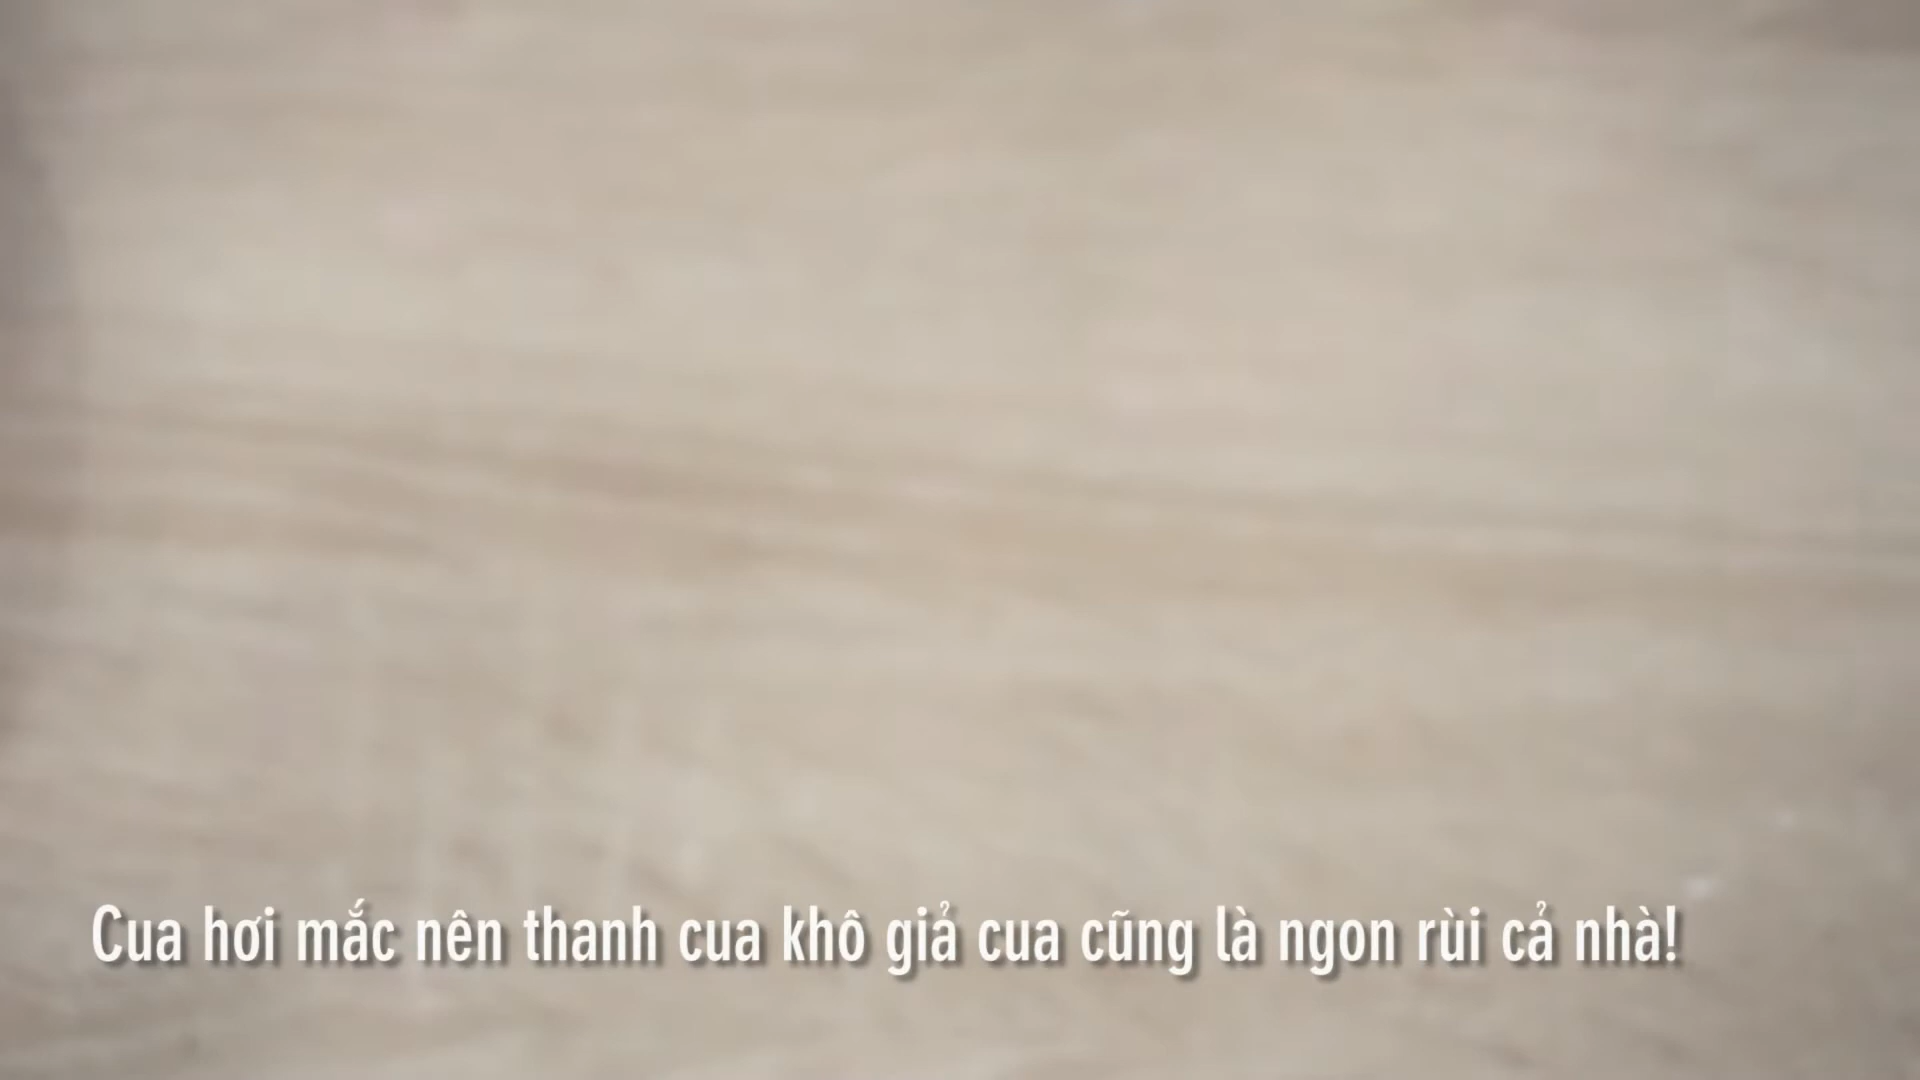 Cua hơi mắc nên thanh cua khô giả cua cũng là ngon rùi cả nhà!